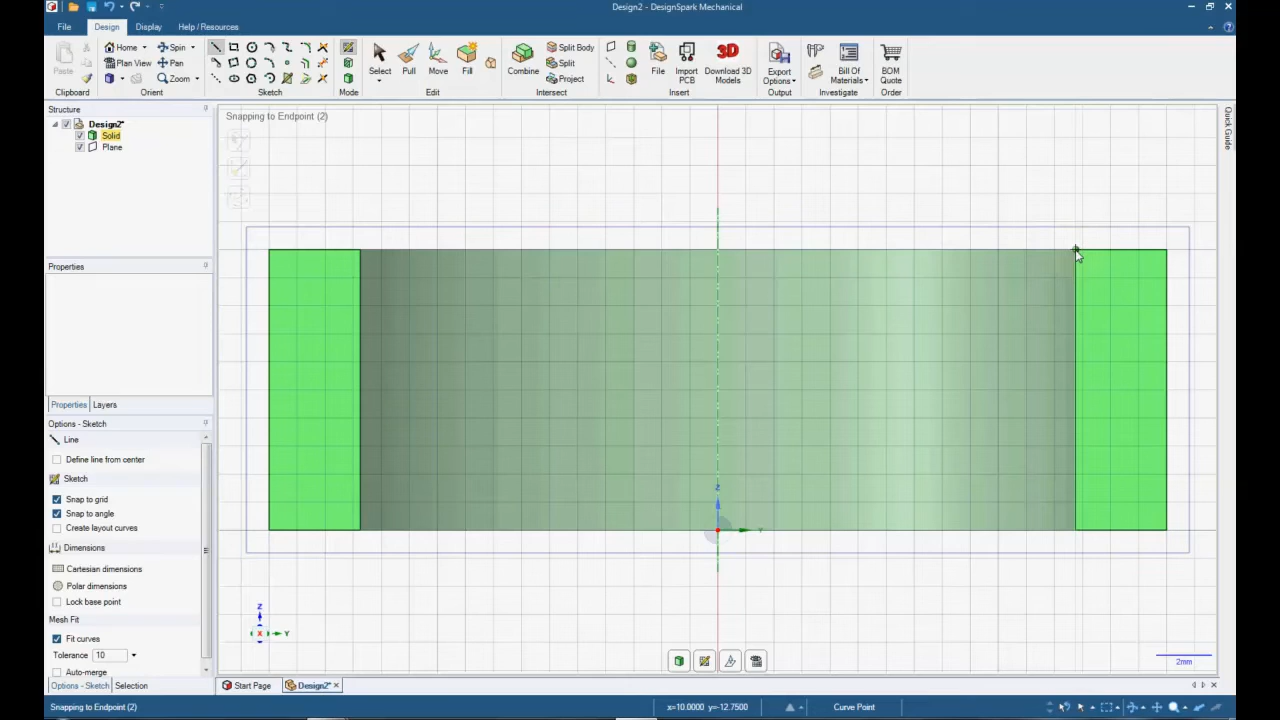 Design2 - DesignSpark Mechanical
File
Design
Display
Help / Resources
Paste
Home
Spin
Plan View
Pan
Zoom
Select
Pull
Move
Fill
Combine
Split Body
Split
Project
File
Import PCB
Download 3D Models
3D
Export Options
Bill Of Materials
BOM Quote
Clipboard
Orient
Sketch
Mode
Edit
Intersect
Insert
Output
Investigate
Order
Structure
Design2*
Solid
Plane
Properties
Properties
Layers
Options - Sketch
Line
Define line from center
Sketch
Snap to grid
Snap to angle
Create layout curves
Dimensions
Cartesian dimensions
Polar dimensions
Lock base point
Mesh Fit
Fit curves
Tolerance 10
Auto-merge
Options - Sketch
Selection
Snapping to Endpoint (2)
Quick Guide
Z
Y
Z
X
Y
2mm
Start Page
Design2*
Snapping to Endpoint (2)
x=10.0000 y=-12.7500
Curve Point